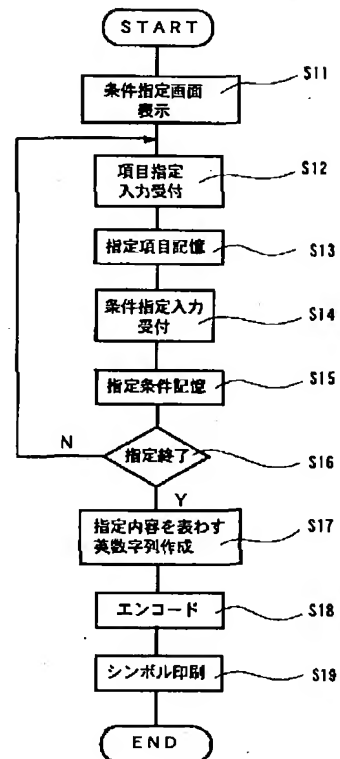 START
S11
条件指定画面
表示
S12
項目指定
入力受付
指定項目記憶
S13
条件指定入力
受付
S14
指定条件記憶
S15
N
指定終了
S16
Y
指定内容を表わす
英数字列作成
S17
エンコード
S18
シンボル印刷
S19
END